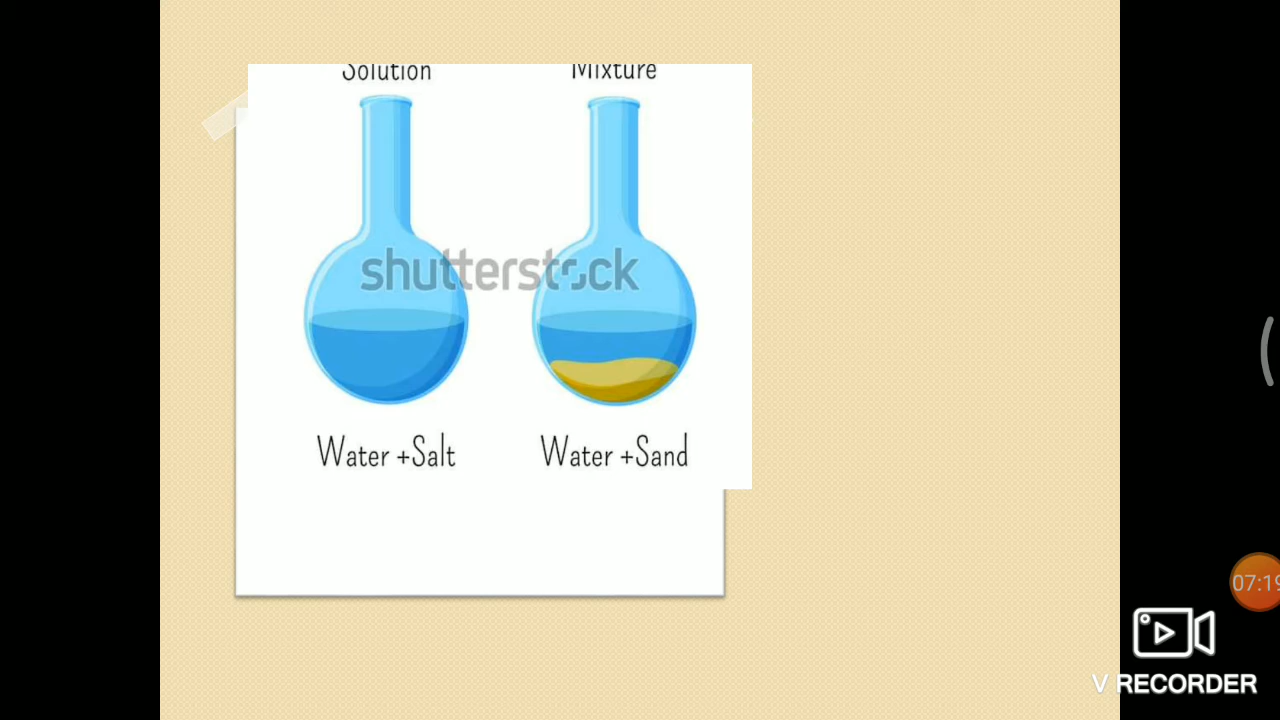 Solution Mixture
shutterstock
Water +Salt Water +Sand
07:19
V RECORDER